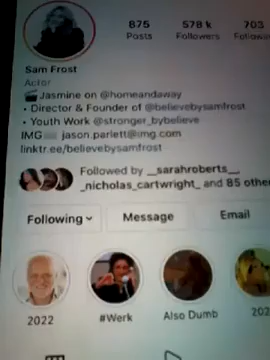 875 578 k 703
Posts Followers Followin
Sam Frost
Actor
🎬 Jasmine on @homeandaway
• Director & Founder of @believebysamfrost
• Youth Work @stronger_bybelieve
IMG jason.parlett@img.com
linktr.ee/believebysamfrost
Followed by __sarahroberts__,
_nicholas_cartwright_ and 85 other
Following Message Email
2022 #Werk Also Dumb 202